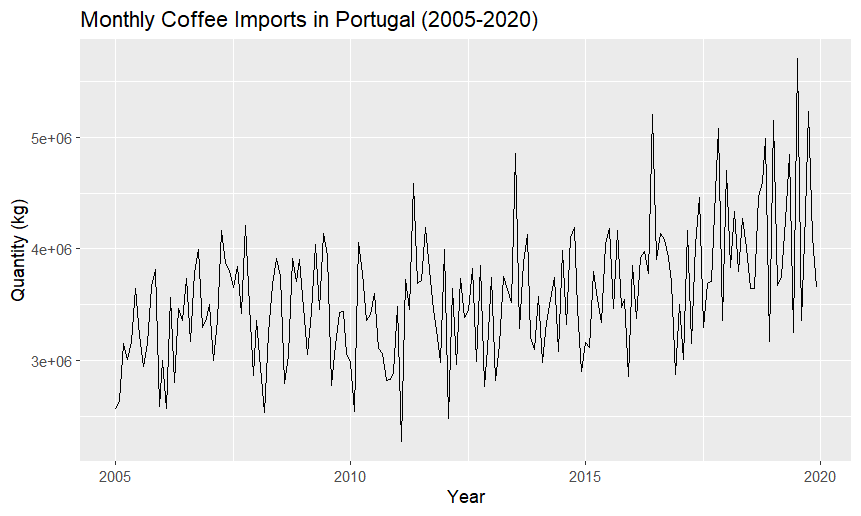 Monthly Coffee Imports in Portugal (2005-2020)
Quantity (kg)
5e+06
4e+06
3e+06
2005
2010
2015
2020
Year